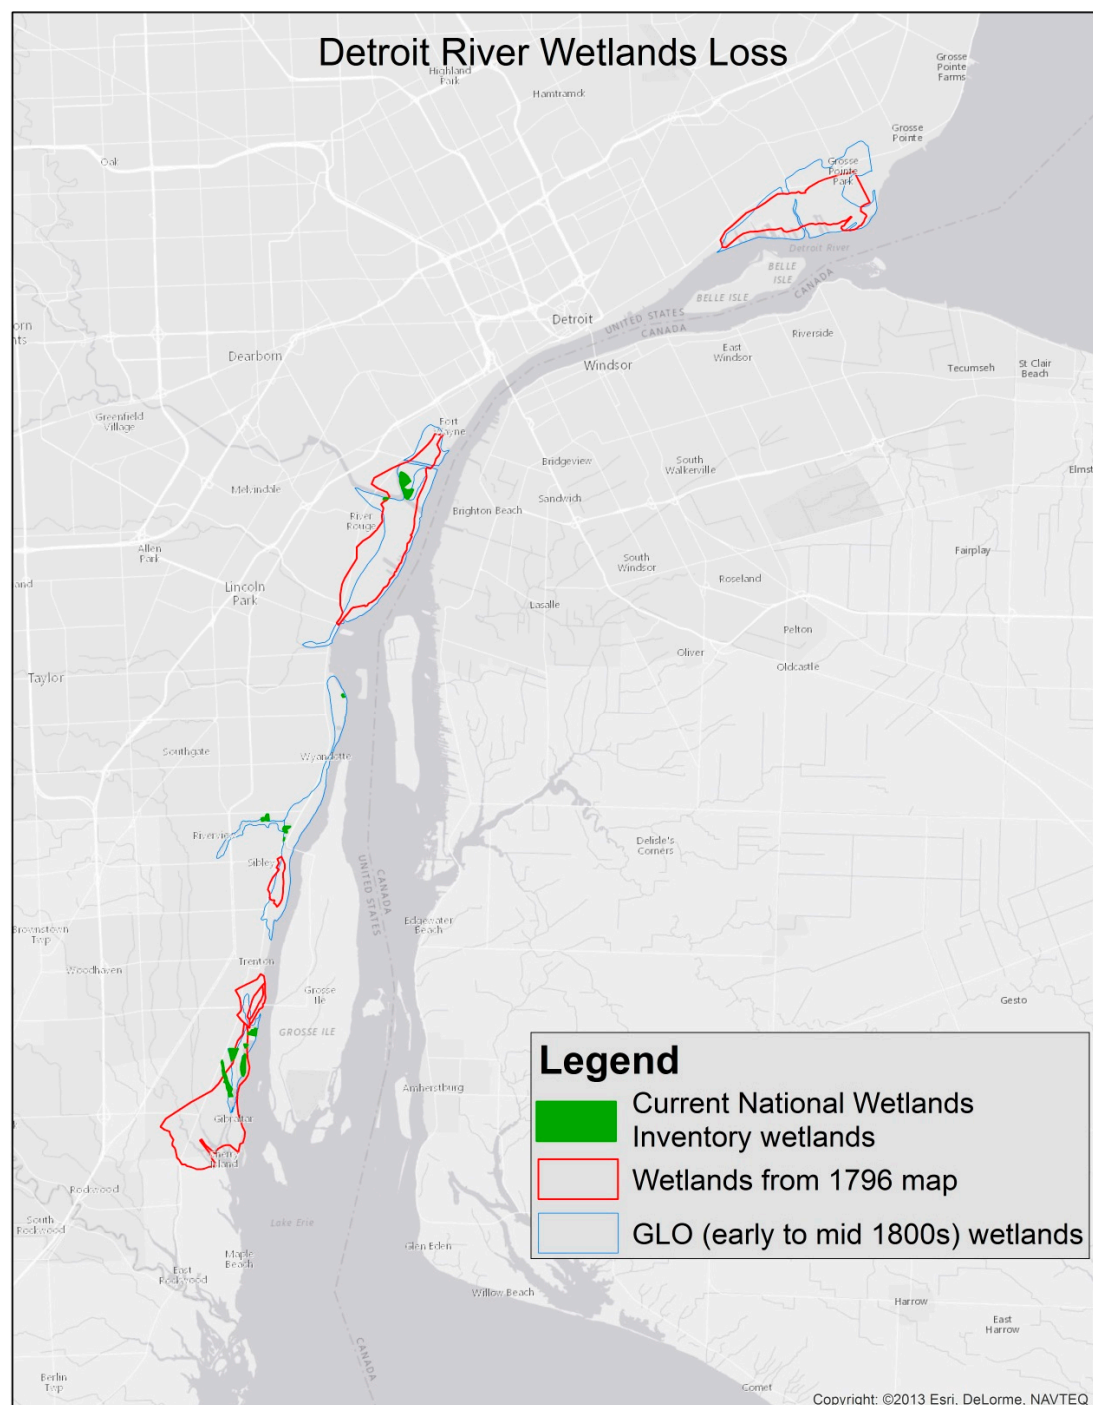 Detroit River Wetlands Loss
Highland
Park
Hamtramck
Grosse
Pointe
Farms
Grosse
Pointe
Oak
Grosse
Pointe
Park
Detroit River
BELLE
ISLE
BELLE ISLE
CANADA
UNITED STATES
CANADA
Detroit
Riverside
East
Windsor
Windsor
Dearborn
Tecumseh
St Clair
Beach
Greenfield
Village
Fort
Wayne
Bridgeview
South
Walkerville
Elmst
Melvindale
Sandwich
River
Rouge
Brighton Beach
Allen
Park
South
Windsor
Fairplay
Lincoln
Park
Roseland
Lasalle
Pelton
Oliver
Oldcastle
Taylor
Southgate
Wyandotte
Riverview
Sibley
Delisle's
Corners
CANADA
UNITED STATES
Edgewater
Beach
Brownstown
Twp
Woodhaven
Trenton
Grosse
Ile
GROSSE ILE
Gesto
Amherstburg
Gibraltar
Island
Rockwood
South
Rockwood
Lake Erie
Maple
Beach
East
Rockwood
Glen Eden
Willow Beach
Harrow
East
Harrow
CANADA
Berlin
Twp
Comet
Legend
Current National Wetlands
Inventory wetlands
Wetlands from 1796 map
GLO (early to mid 1800s) wetlands
Copyright: ©2013 Esri, DeLorme, NAVTEQ